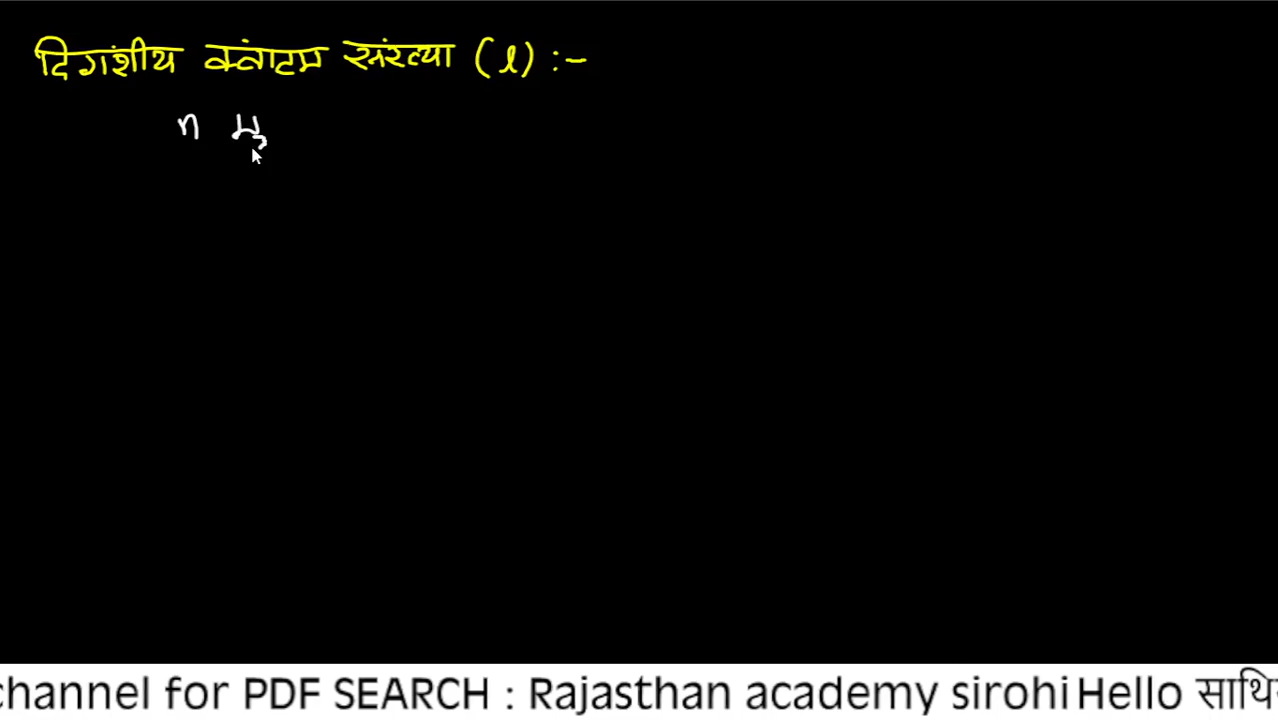 दिगंशीय क्वांटम संख्या (l) :-
n मु
channel for PDF SEARCH : Rajasthan academy sirohi Hello साथि